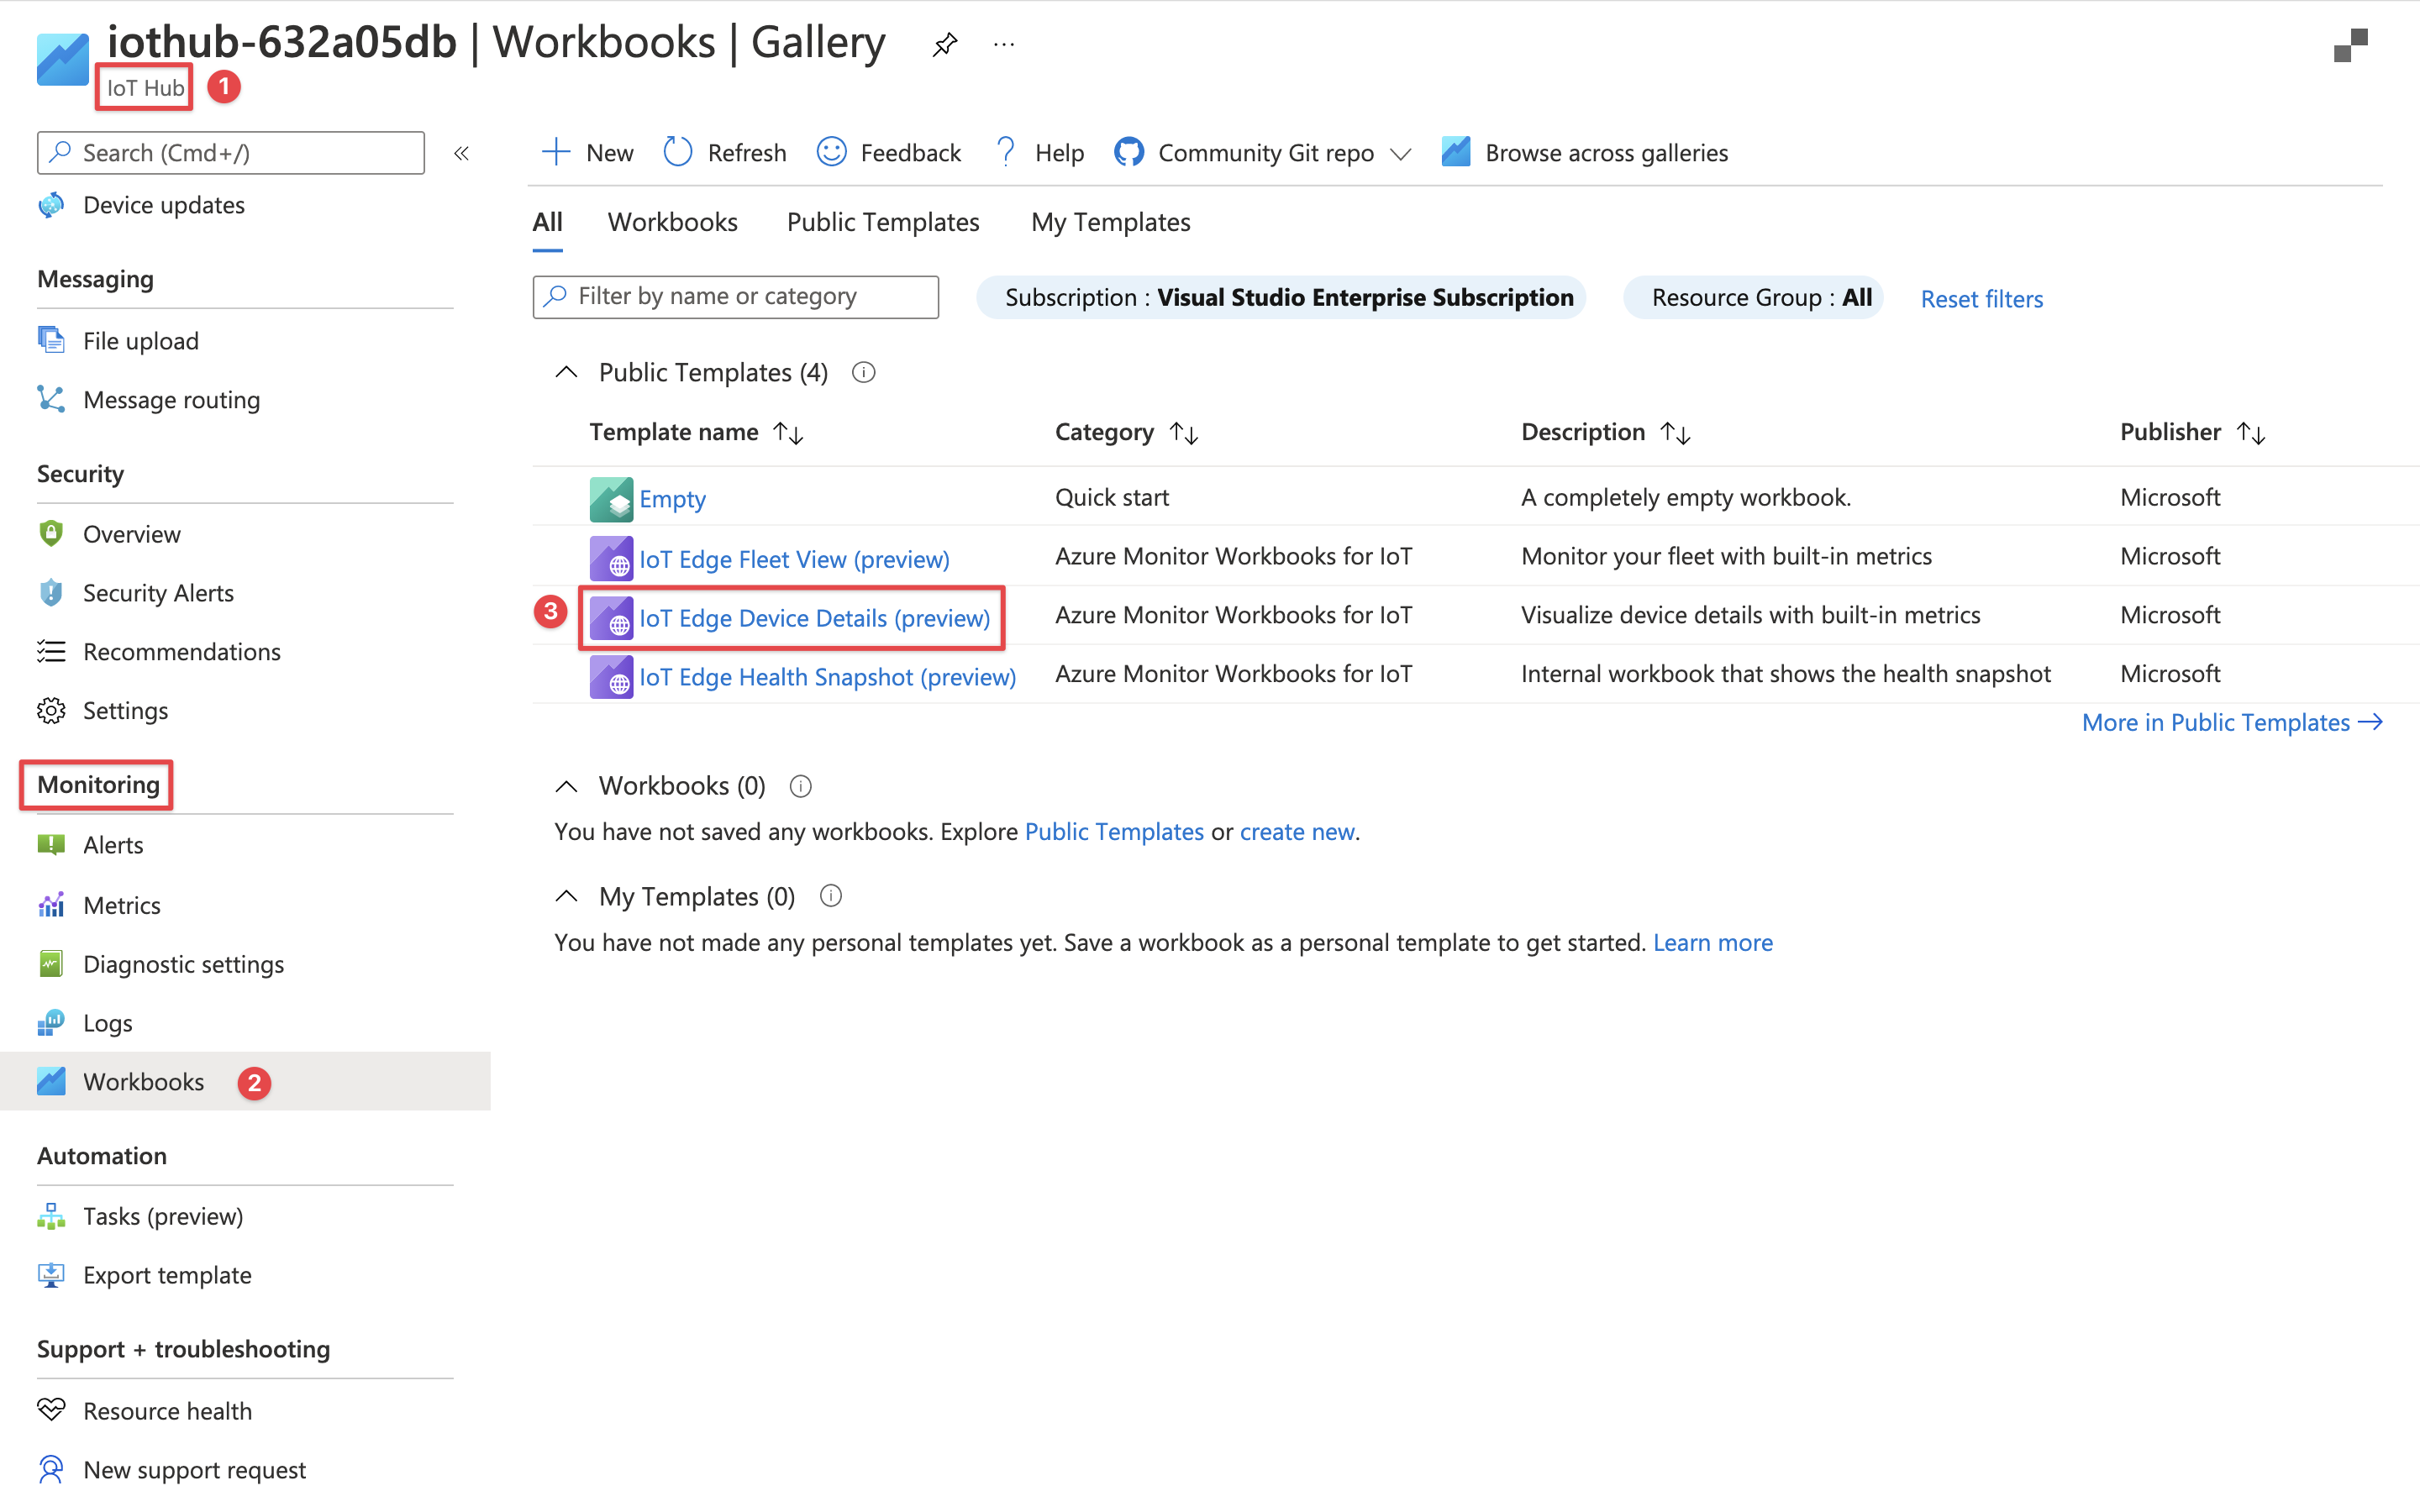 iothub-632a05db | Workbooks | Gallery ...
IoT Hub 1
Search (Cmd+/)
«
Device updates
Messaging
File upload
Message routing
Security
Overview
Security Alerts
Recommendations
Settings
Monitoring
Alerts
Metrics
Diagnostic settings
Logs
Workbooks 2
Automation
Tasks (preview)
Export template
Support + troubleshooting
Resource health
New support request
New Refresh Feedback Help Community Git repo Browse across galleries
All Workbooks Public Templates My Templates
Filter by name or category Subscription : Visual Studio Enterprise Subscription Resource Group : All Reset filters
Public Templates (4)
Template name ↑↓ Category ↑↓ Description ↑↓ Publisher ↑↓
Empty Quick start A completely empty workbook. Microsoft
IoT Edge Fleet View (preview) Azure Monitor Workbooks for IoT Monitor your fleet with built-in metrics Microsoft
3 IoT Edge Device Details (preview) Azure Monitor Workbooks for IoT Visualize device details with built-in metrics Microsoft
IoT Edge Health Snapshot (preview) Azure Monitor Workbooks for IoT Internal workbook that shows the health snapshot Microsoft
More in Public Templates →
Workbooks (0)
You have not saved any workbooks. Explore Public Templates or create new.
My Templates (0)
You have not made any personal templates yet. Save a workbook as a personal template to get started. Learn more